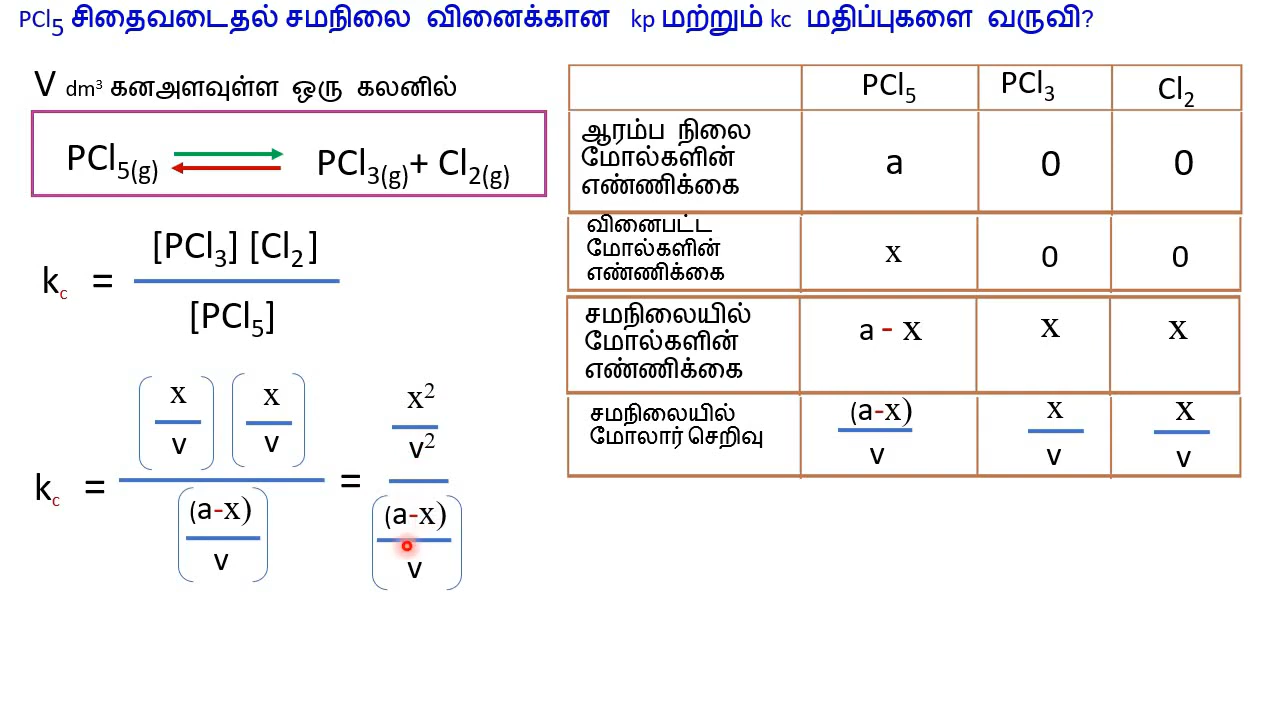 PCl5 சிதைவடைதல் சமநிலை வினைக்கான kp மற்றும் kc மதிப்புகளை வருவி?
V dm³ கனஅளவுள்ள ஒரு கலனில்
PCl5(g) ⇌ PCl3(g)+ Cl2(g)
kc = [PCl3] [Cl2] / [PCl5]
kc = (x/v) (x/v) / ((a-x)/v) = x²/v² / ((a-x)/v)
PCl5 PCl3 Cl2
ஆரம்ப நிலை
மோல்களின்
எண்ணிக்கை
a 0 0
வினைபட்ட
மோல்களின்
எண்ணிக்கை
x 0 0
சமநிலையில்
மோல்களின்
எண்ணிக்கை
a - x x x
சமநிலையில்
மோலார் செறிவு
(a-x)/v x/v x/v